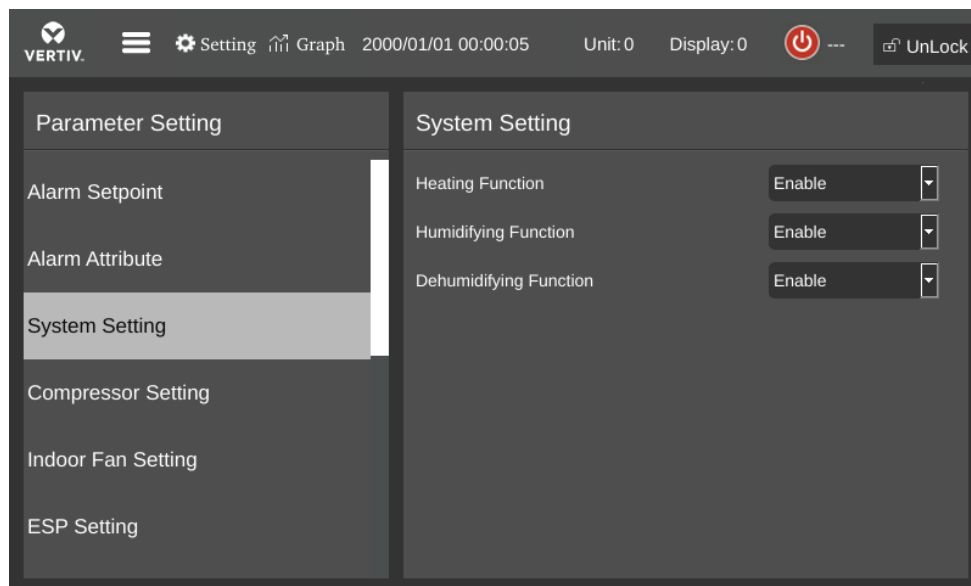 VERTIV.
Setting Graph 2000/01/01 00:00:05 Unit: 0 Display: 0 --- UnLock
Parameter Setting
Alarm Setpoint
Alarm Attribute
System Setting
Compressor Setting
Indoor Fan Setting
ESP Setting
System Setting
Heating Function Enable
Humidifying Function Enable
Dehumidifying Function Enable